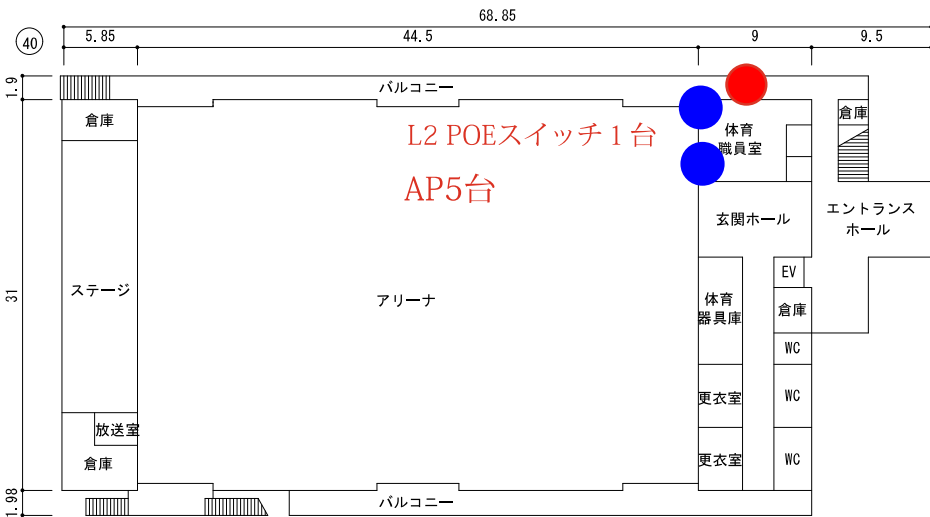 68.85
40
5.85
44.5
9
9.5
1.9
バルコニー
倉庫
L2 POEスイッチ1台
体育
職員室
倉庫
AP5台
玄関ホール
エントランス
ホール
31
ステージ
アリーナ
EV
体育
器具庫
倉庫
WC
更衣室
WC
放送室
倉庫
更衣室
WC
1.98
バルコニー